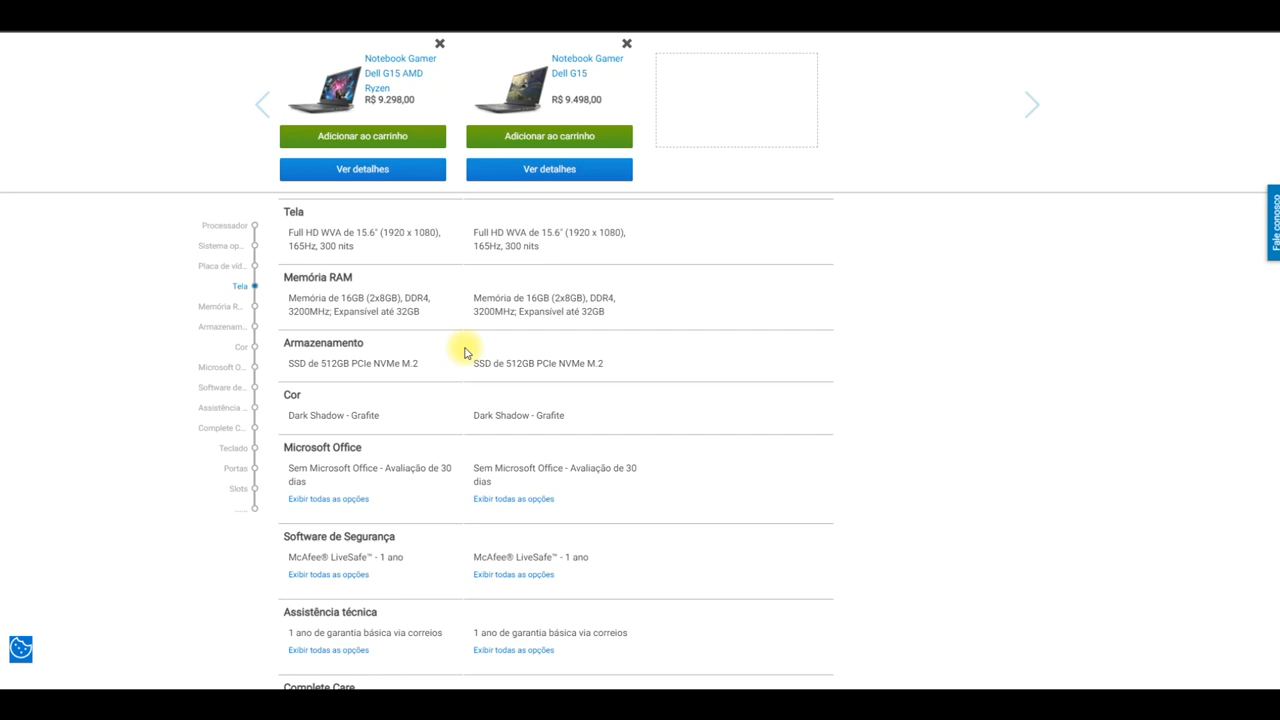 Notebook Gamer
Dell G15 AMD
Ryzen
R$ 9.298,00
Adicionar ao carrinho
Ver detalhes
Notebook Gamer
Dell G15
R$ 9.498,00
Adicionar ao carrinho
Ver detalhes
Fale conosco
Processador
Sistema op...
Placa de víd...
Tela
Memória R...
Armazenam...
Cor
Microsoft O...
Software de...
Assistência ...
Complete C...
Teclado
Portas
Slots
......
Tela
Full HD WVA de 15.6" (1920 x 1080),
165Hz, 300 nits
Full HD WVA de 15.6" (1920 x 1080),
165Hz, 300 nits
Memória RAM
Memória de 16GB (2x8GB), DDR4,
3200MHz; Expansível até 32GB
Memória de 16GB (2x8GB), DDR4,
3200MHz; Expansível até 32GB
Armazenamento
SSD de 512GB PCIe NVMe M.2
SSD de 512GB PCIe NVMe M.2
Cor
Dark Shadow - Grafite
Dark Shadow - Grafite
Microsoft Office
Sem Microsoft Office - Avaliação de 30
dias
Exibir todas as opções
Sem Microsoft Office - Avaliação de 30
dias
Exibir todas as opções
Software de Segurança
McAfee® LiveSafe™ - 1 ano
Exibir todas as opções
McAfee® LiveSafe™ - 1 ano
Exibir todas as opções
Assistência técnica
1 ano de garantia básica via correios
Exibir todas as opções
1 ano de garantia básica via correios
Exibir todas as opções
Complete Care